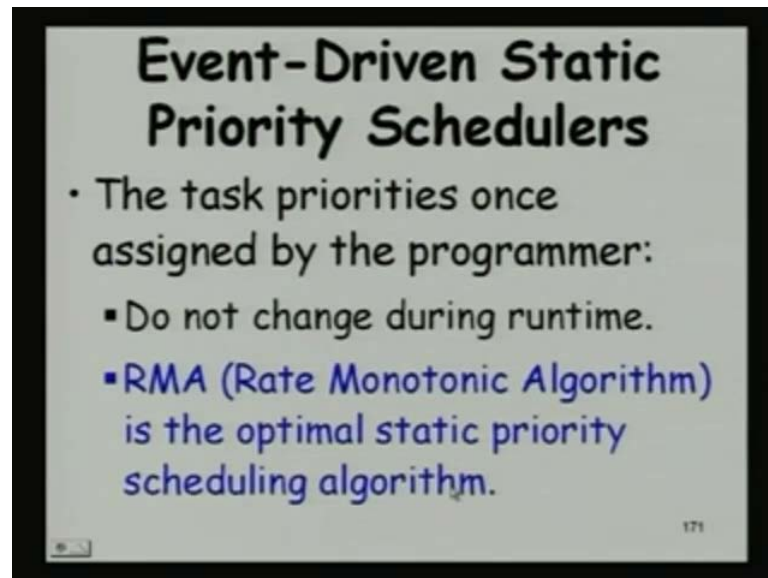 Event-Driven Static
Priority Schedulers
• The task priorities once
assigned by the programmer:
▪Do not change during runtime.
▪RMA (Rate Monotonic Algorithm)
is the optimal static priority
scheduling algorithm.
171